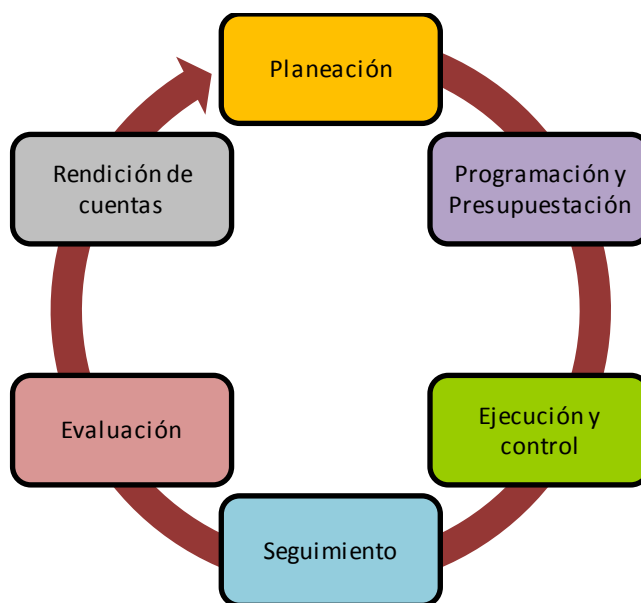 Planeación
Programación y
Presupuestación
Ejecución y
control
Seguimiento
Evaluación
Rendición de
cuentas